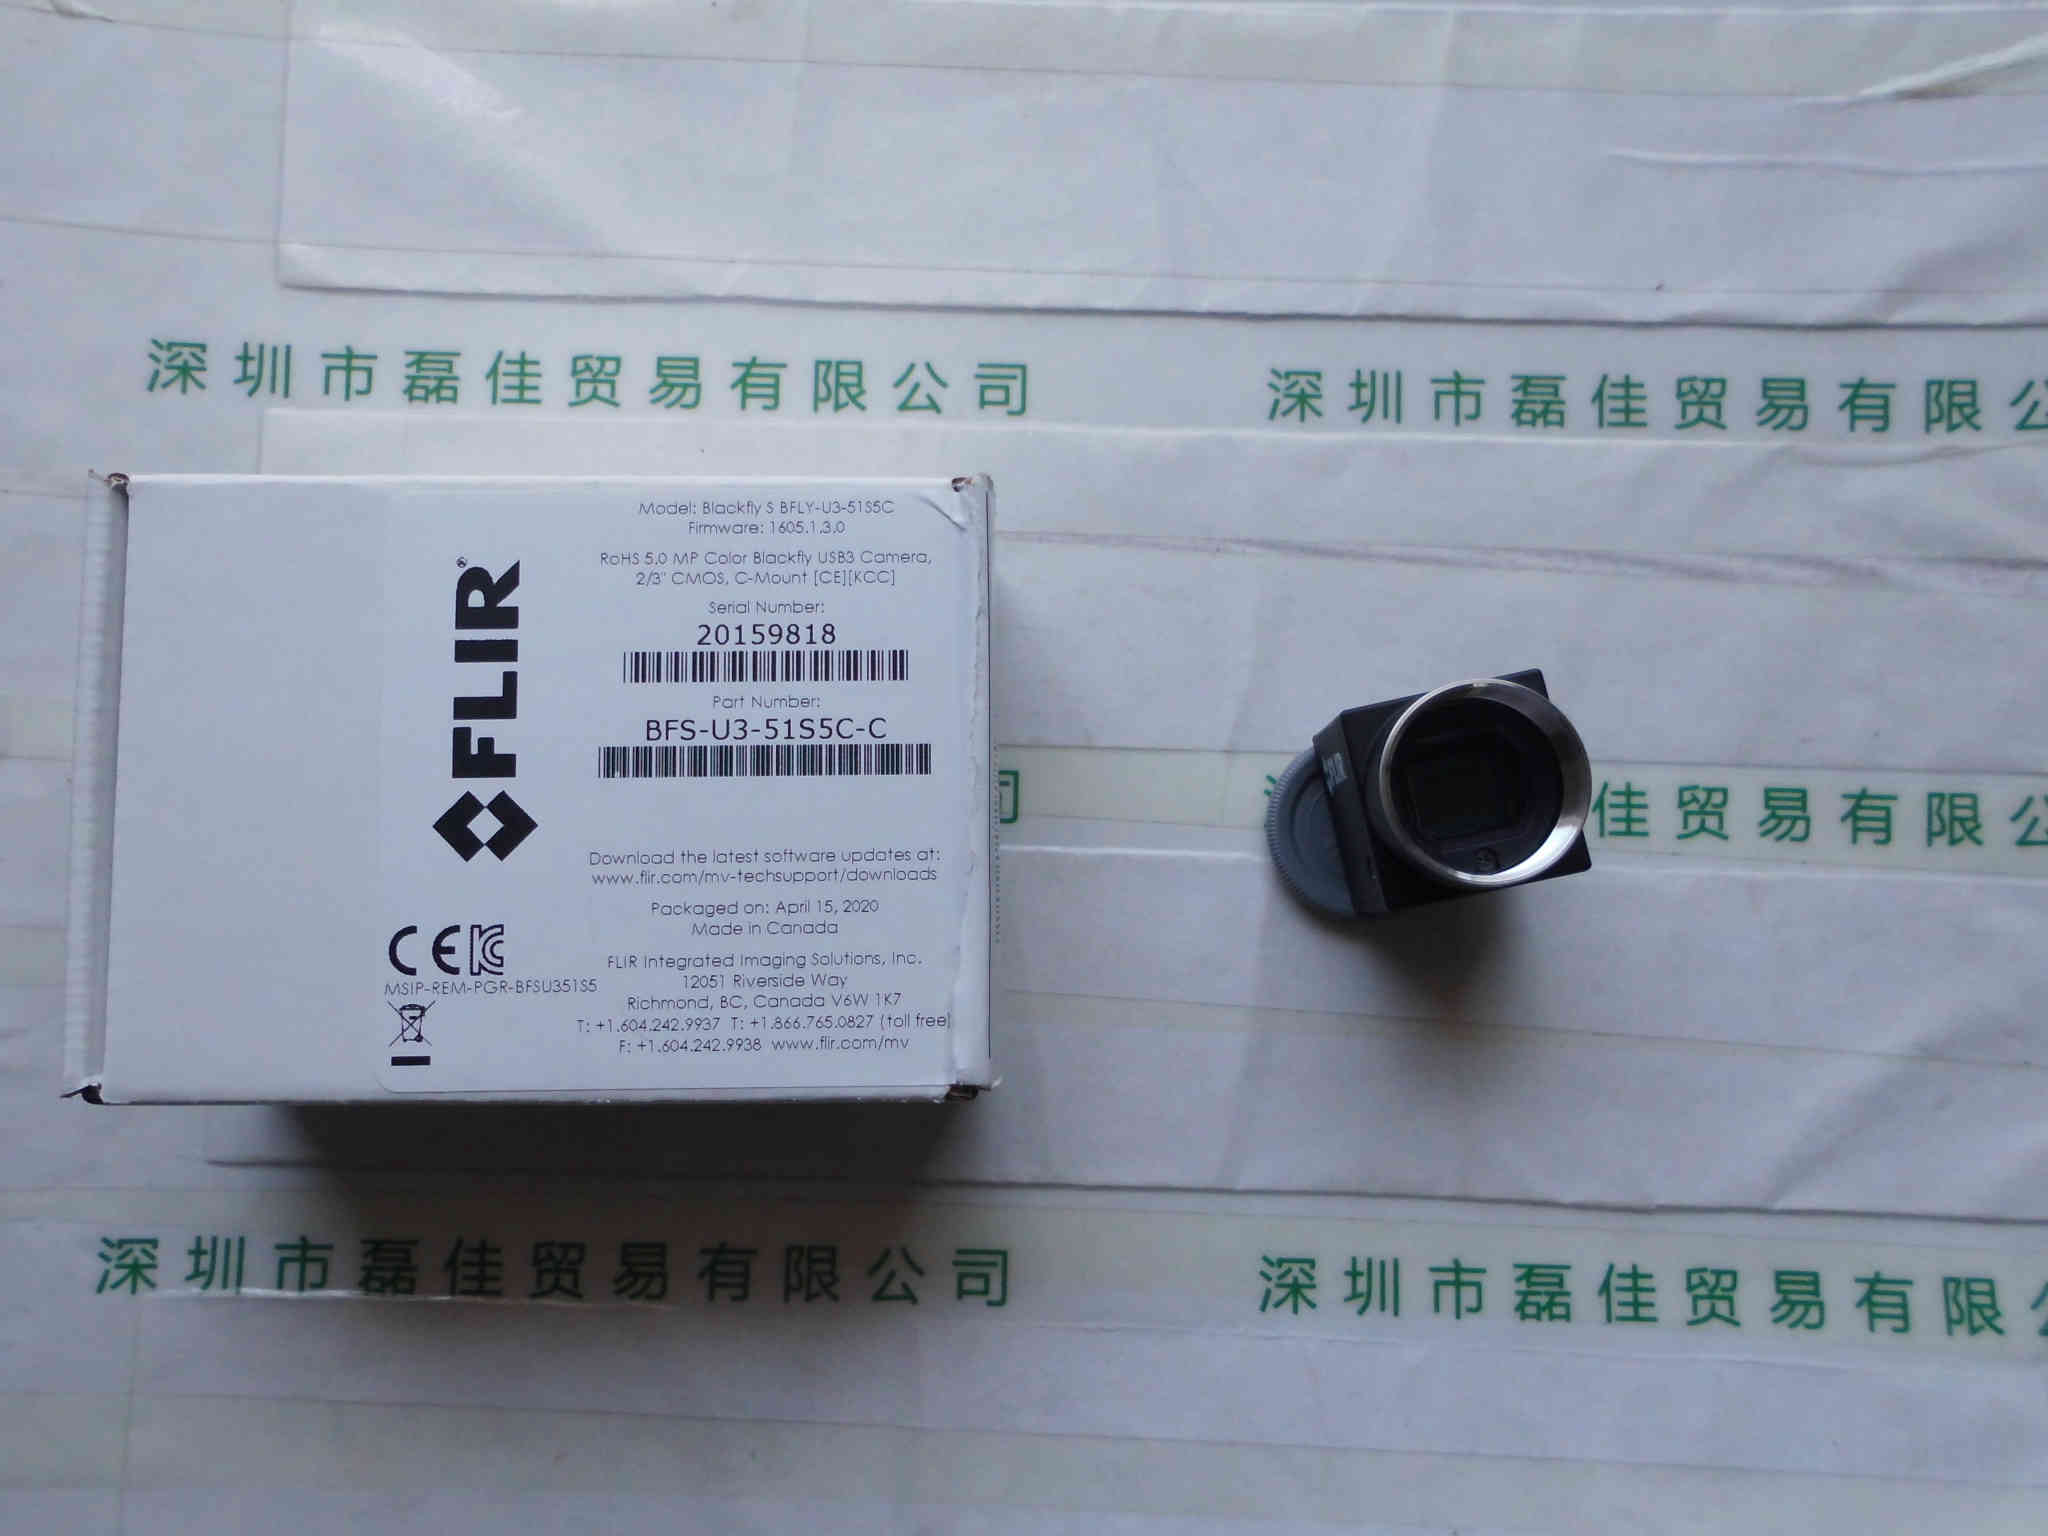 深圳市磊佳贸易有限公司
深圳市磊佳贸易有限公
Model: Blackfly S BFLY-U3-51S5C
Firmware: 1605.1.3.0
RoHS 5.0 MP Color Blackfly USB3 Camera,
2/3" CMOS, C-Mount [CE][KCC]
Serial Number:
20159818
Part Number:
BFS-U3-51S5C-C
FLIR®
Download the latest software updates at:
www.flir.com/mv-techsupport/downloads
Packaged on: April 15, 2020
Made in Canada
CE
MSIP-REM-PGR-BFSU351S5
FLIR Integrated Imaging Solutions, Inc.
12051 Riverside Way
Richmond, BC, Canada V6W 1K7
T: +1.604.242.9937 T: +1.866.765.0827 (toll free)
F: +1.604.242.9938 www.flir.com/mv
司
佳贸易有限公
深圳市磊佳贸易有限公司
深圳市磊佳贸易有限